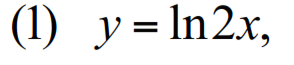 (1) y = ln2x,